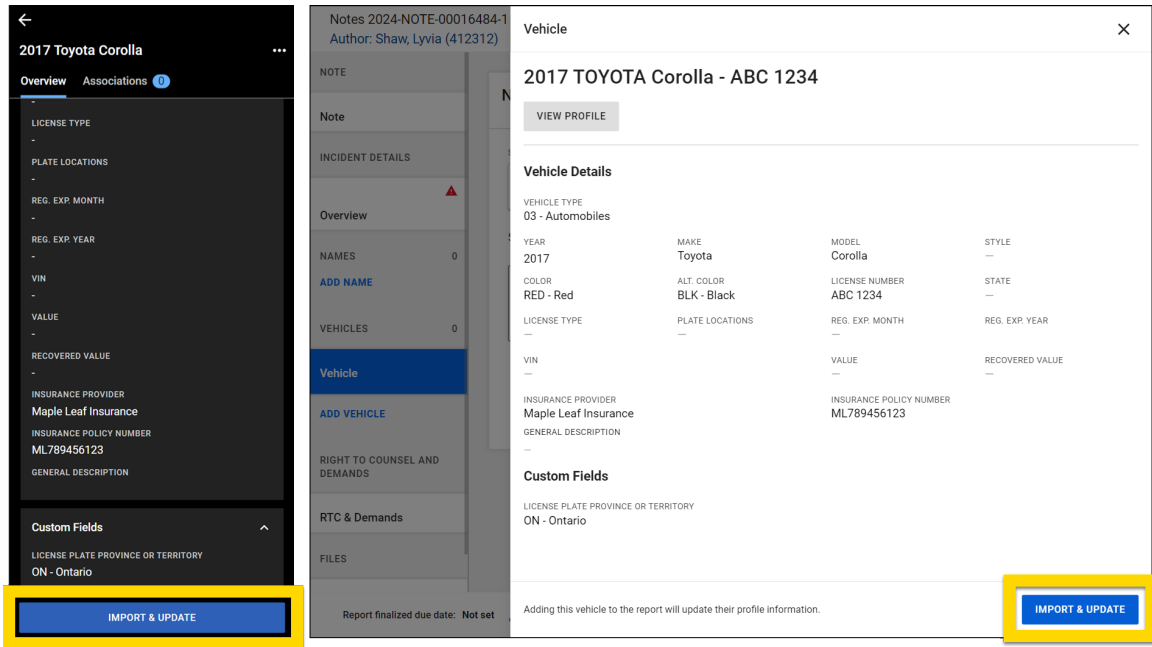 2017 Toyota Corolla
Overview Associations 0
-
LICENSE TYPE
-
PLATE LOCATIONS
-
REG. EXP. MONTH
-
REG. EXP. YEAR
-
VIN
-
VALUE
-
RECOVERED VALUE
-
INSURANCE PROVIDER
Maple Leaf Insurance
INSURANCE POLICY NUMBER
ML789456123
GENERAL DESCRIPTION
Custom Fields
LICENSE PLATE PROVINCE OR TERRITORY
ON - Ontario
IMPORT & UPDATE
Notes 2024-NOTE-00016484-1
Author: Shaw, Lyvia (412312)
NOTE
Note
INCIDENT DETAILS
Overview
NAMES 0
ADD NAME
VEHICLES 0
Vehicle
ADD VEHICLE
RIGHT TO COUNSEL AND
DEMANDS
RTC & Demands
FILES
Report finalized due date: Not set
Vehicle
2017 TOYOTA Corolla - ABC 1234
VIEW PROFILE
Vehicle Details
VEHICLE TYPE
03 - Automobiles
YEAR MAKE MODEL STYLE
2017 Toyota Corolla —
COLOR ALT. COLOR LICENSE NUMBER STATE
RED - Red BLK - Black ABC 1234 —
LICENSE TYPE PLATE LOCATIONS REG. EXP. MONTH REG. EXP. YEAR
— — —
VIN VALUE RECOVERED VALUE
— — —
INSURANCE PROVIDER INSURANCE POLICY NUMBER
Maple Leaf Insurance ML789456123
GENERAL DESCRIPTION
—
Custom Fields
LICENSE PLATE PROVINCE OR TERRITORY
ON - Ontario
Adding this vehicle to the report will update their profile information.
IMPORT & UPDATE